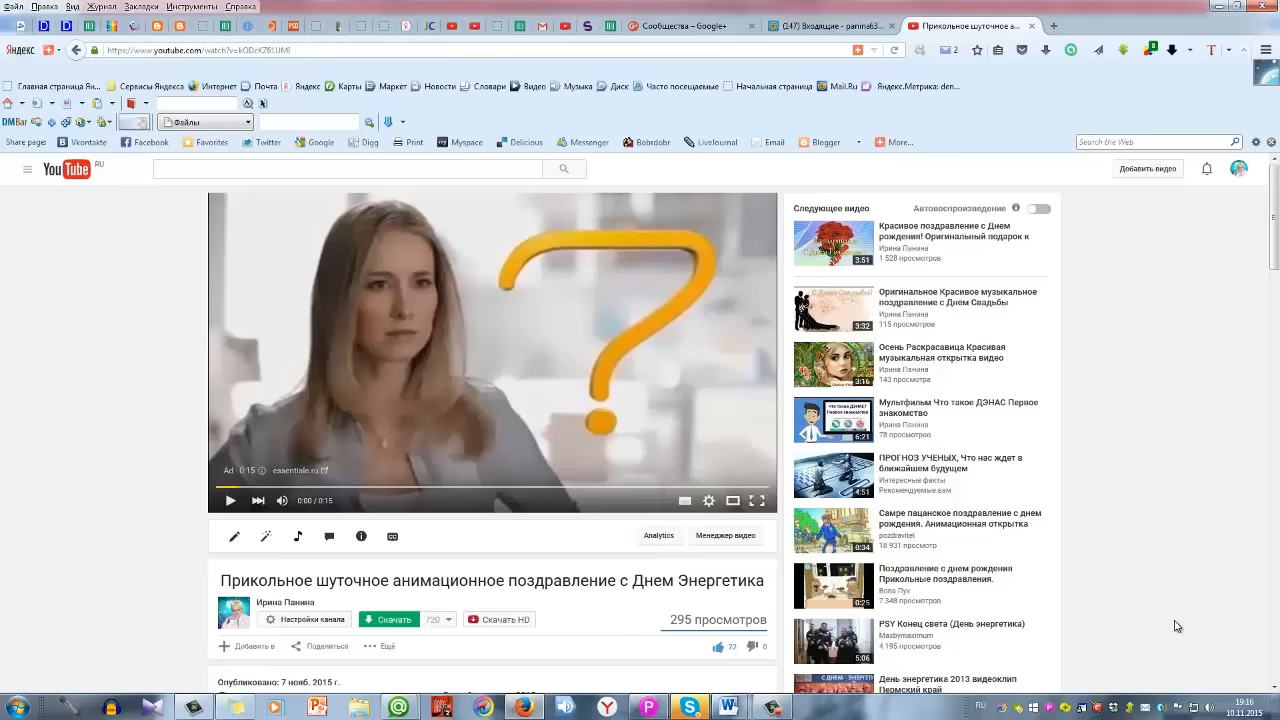 Файл Правка Вид Журнал Закладки Инструменты Справка
Сообщества – Google+
(147) Входящие - panina63...
Прикольное шуточное а...
Яндекс
https://www.youtube.com/watch?v=kODcKZ61UMI
2
8
Главная страница Ян...
Сервисы Яндекса
Интернет
Почта
Яндекс
Карты
Маркет
Новости
Словари
Видео
Музыка
Диск
Часто посещаемые
Начальная страница
Mail.Ru
Яндекс.Метрика: ден...
DMBar
Файлы
Share page:
Vkontakte
Facebook
Favorites
Twitter
Google
Digg
Print
Myspace
Delicious
Messenger
Bobrdobr
LiveJournal
Email
Blogger
More...
Search the Web
YouTube RU
Добавить видео
Ad · 0:15
essentiale.ru
0:00 / 0:15
Analytics
Менеджер видео
Прикольное шуточное анимационное поздравление с Днем Энергетика
Ирина Панина
Настройки канала
Скачать
720
Скачать HD
295 просмотров
Добавить в
Поделиться
Ещё
22
0
Опубликовано: 7 нояб. 2015 г.
Следующее видео
Автовоспроизведение
Красивое поздравление с Днем
рождения! Оригинальный подарок к
Ирина Панина
1 528 просмотров
3:51
Оригинальное Красивое музыкальное
поздравление с Днем Свадьбы
Ирина Панина
115 просмотров
3:32
Осень Раскрасавица Красивая
музыкальная открытка видео
Ирина Панина
143 просмотра
3:16
Мультфильм Что такое ДЭНАС Первое
знакомство
Ирина Панина
78 просмотров
6:21
ПРОГНОЗ УЧЕНЫХ, Что нас ждет в
ближайшем будущем
Интересные факты
Рекомендуемые вам
4:51
Самре пацанское поздравление с днем
рождения. Анимационная открытка
pozdravitel
18 931 просмотр
0:34
Поздравление с днем рождения
Прикольные поздравления.
Вова Пух
7 348 просмотров
0:25
PSY Конец света (День энергетика)
Maxbymaximum
4 195 просмотров
5:06
День энергетика 2013 видеоклип
Пермский край
RU
19:16
10.11.2015